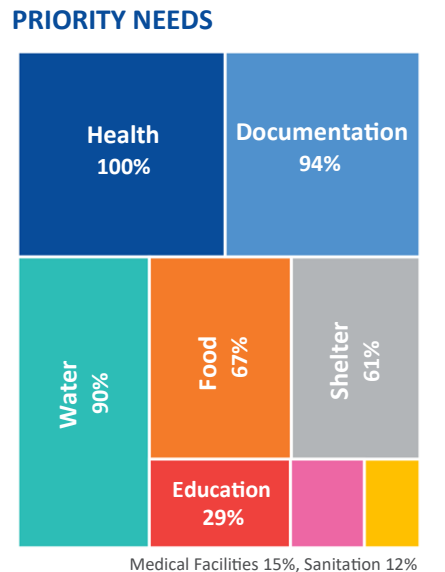 PRIORITY NEEDS
Health
100%
Documentation
94%
Water
90%
Food
67%
Shelter
61%
Education
29%
Medical Facilities 15%, Sanitation 12%